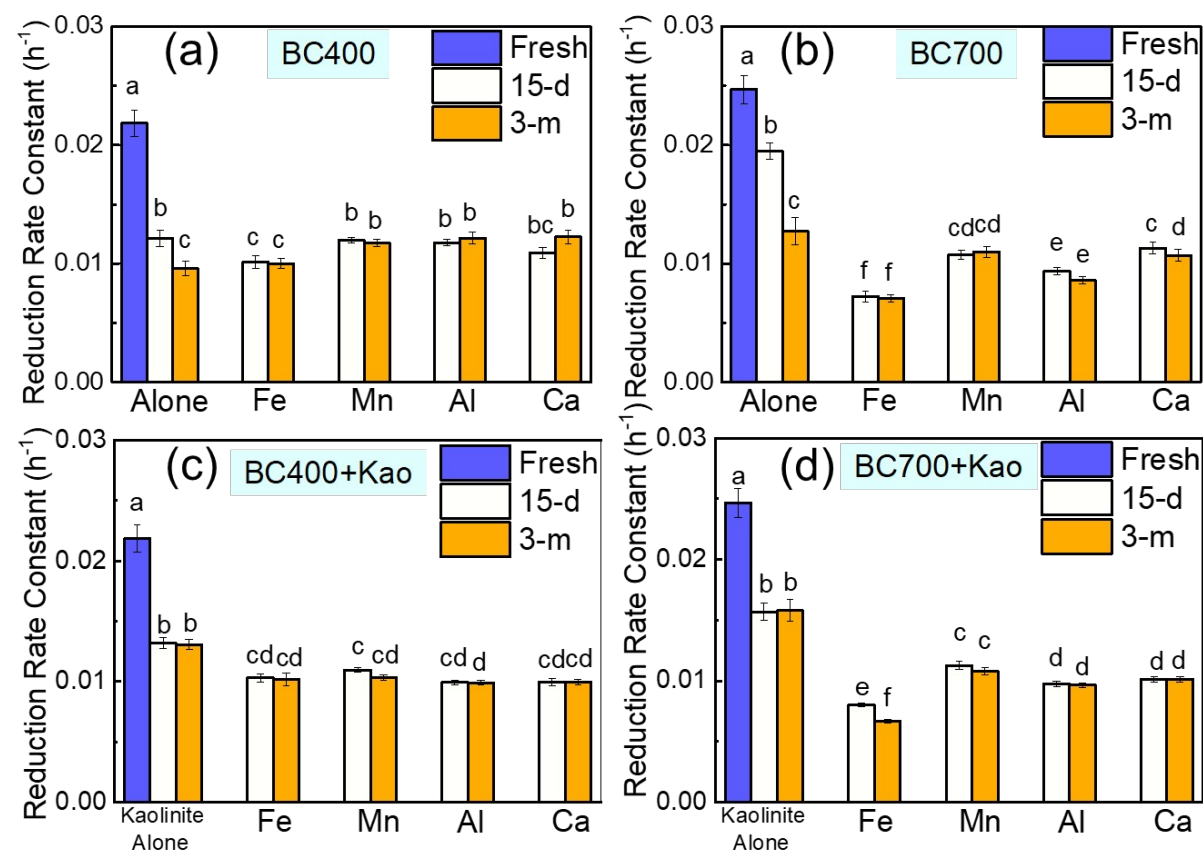 Reduction Rate Constant (h⁻¹)
0.03
0.02
0.01
0.00
(a)
BC400
Fresh
15-d
3-m
a
b
c
c c
b b
b b
bc b
Alone Fe Mn Al Ca
Reduction Rate Constant (h⁻¹)
0.03
0.02
0.01
0.00
(b)
BC700
Fresh
15-d
3-m
a
b
c
f f
cd cd
e e
c d
Alone Fe Mn Al Ca
Reduction Rate Constant (h⁻¹)
0.03
0.02
0.01
0.00
(c)
BC400+Kao
Fresh
15-d
3-m
a
b b
cd cd
c cd
cd d
cd cd
Kaolinite
Alone
Fe Mn Al Ca
Reduction Rate Constant (h⁻¹)
0.03
0.02
0.01
0.00
(d)
BC700+Kao
Fresh
15-d
3-m
a
b b
e f
c c
d d
d d
Kaolinite
Alone
Fe Mn Al Ca